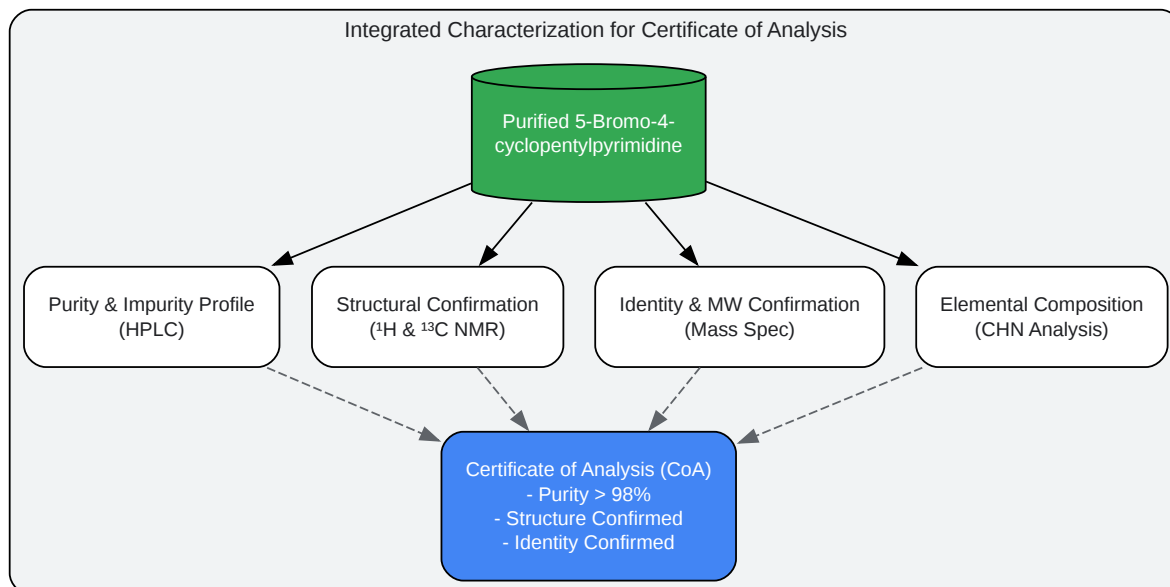 Integrated Characterization for Certificate of Analysis
Purified 5-Bromo-4-
cyclopentylpyrimidine
Purity & Impurity Profile
(HPLC)
Structural Confirmation
(¹H & ¹³C NMR)
Identity & MW Confirmation
(Mass Spec)
Elemental Composition
(CHN Analysis)
Certificate of Analysis (CoA)
- Purity > 98%
- Structure Confirmed
- Identity Confirmed